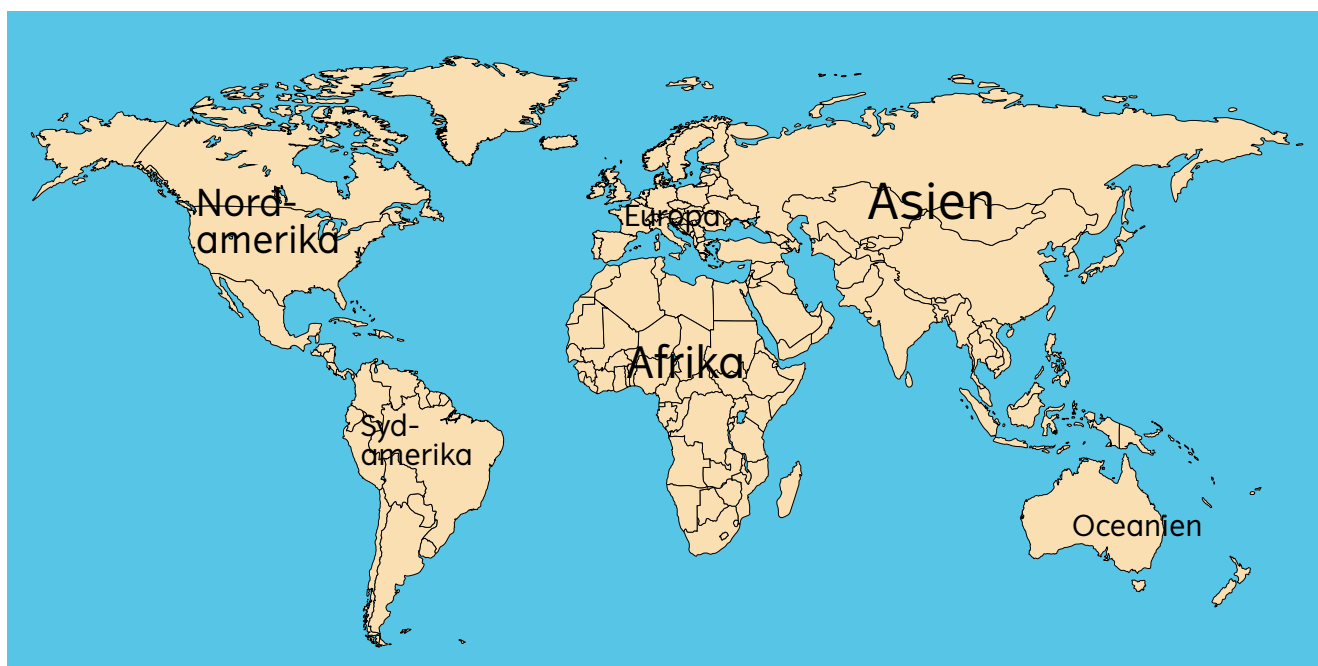 Nord-
amerika
Europa
Asien
Afrika
Syd-
amerika
Oceanien